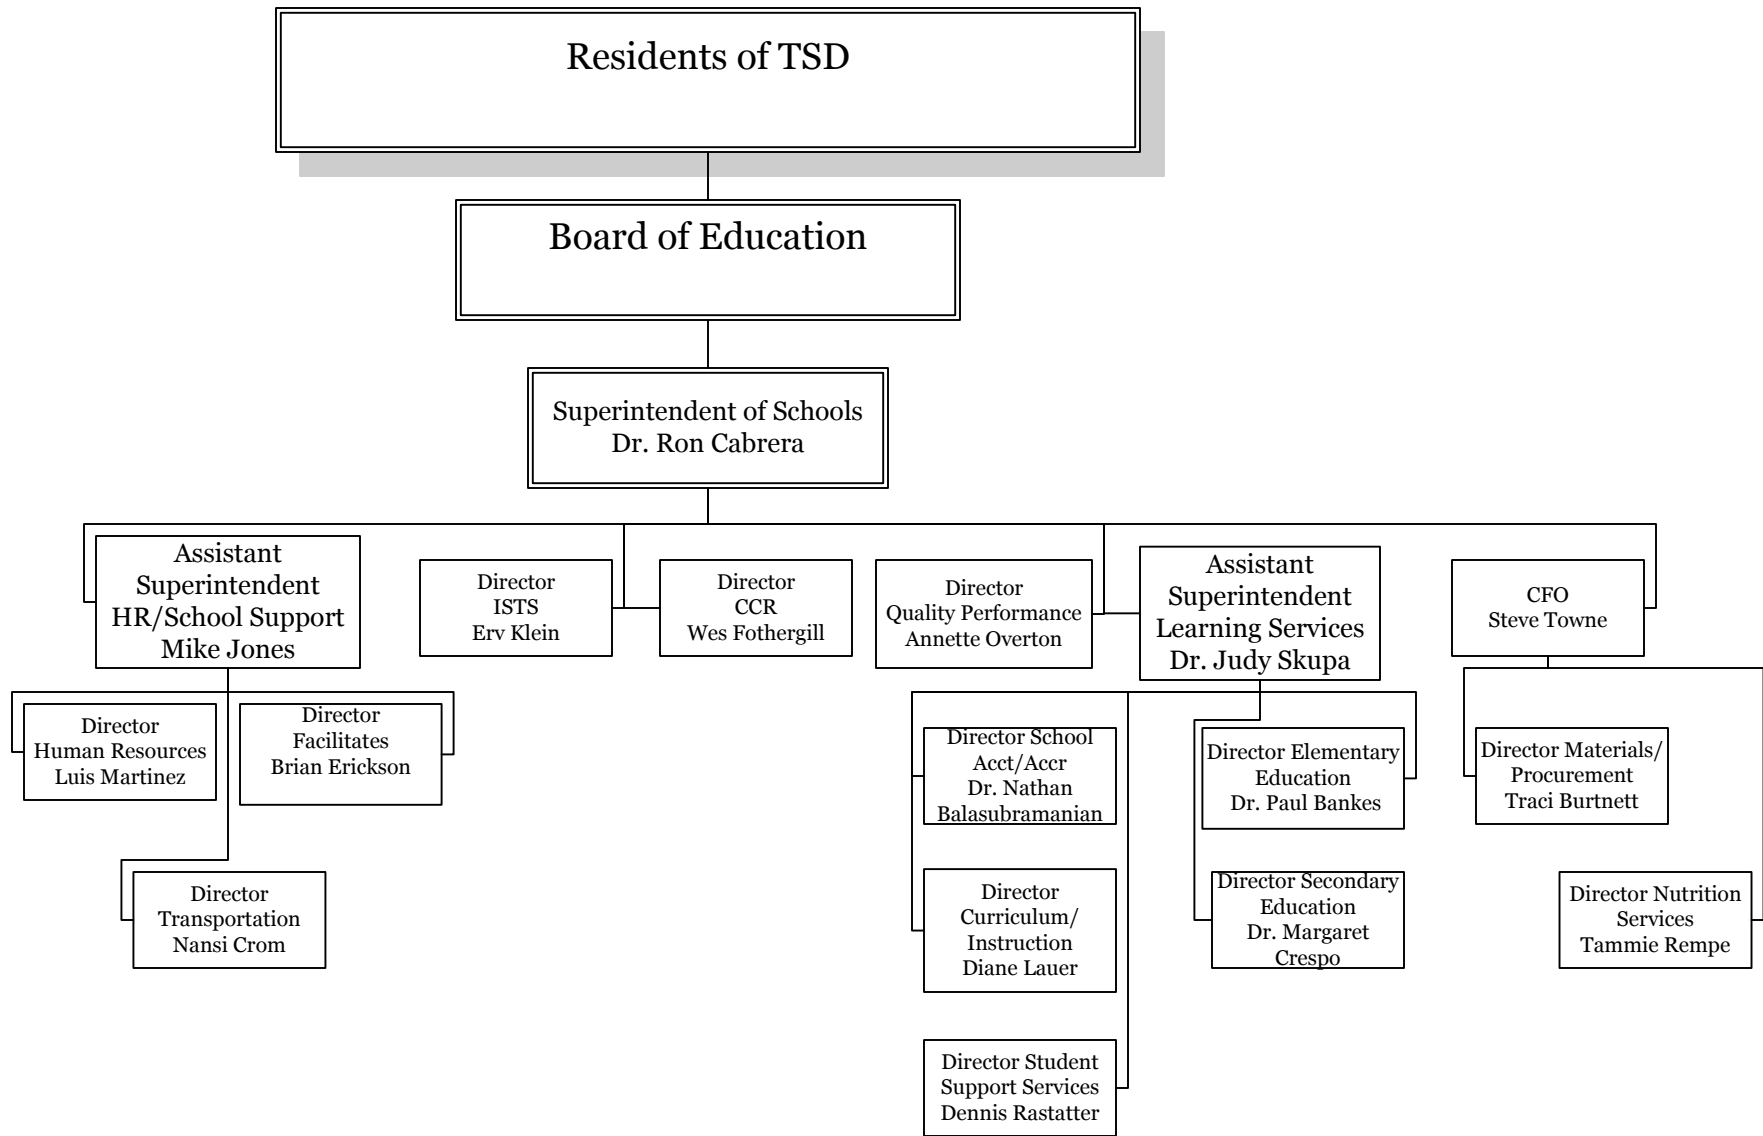 Residents of TSD
Board of Education
Superintendent of Schools
Dr. Ron Cabrera
Assistant
Superintendent
HR/School Support
Mike Jones
Director
ISTS
Erv Klein
Director
CCR
Wes Fothergill
Director
Quality Performance
Annette Overton
Assistant
Superintendent
Learning Services
Dr. Judy Skupa
CFO
Steve Towne
Director
Human Resources
Luis Martinez
Director
Facilitates
Brian Erickson
Director School
Acct/Accr
Dr. Nathan
Balasubramanian
Director Elementary
Education
Dr. Paul Bankes
Director Materials/
Procurement
Traci Burtnett
Director
Transportation
Nansi Crom
Director
Curriculum/
Instruction
Diane Lauer
Director Secondary
Education
Dr. Margaret
Crespo
Director Nutrition
Services
Tammie Rempe
Director Student
Support Services
Dennis Rastatter